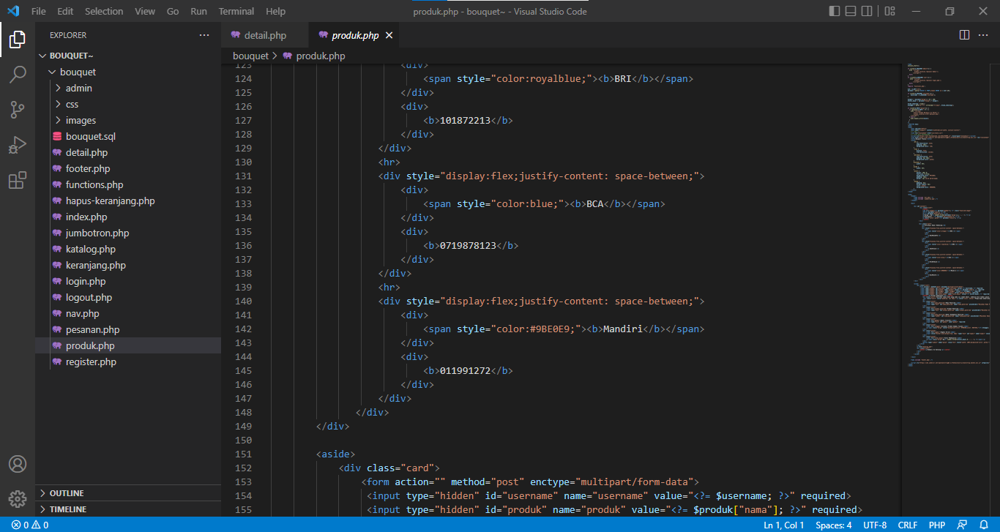 File Edit Selection View Go Run Terminal Help produk.php - bouquet~ - Visual Studio Code
EXPLORER
BOUQUET~
bouquet
admin
css
images
bouquet.sql
detail.php
footer.php
functions.php
hapus-keranjang.php
index.php
jumbotron.php
katalog.php
keranjang.php
login.php
logout.php
nav.php
pesanan.php
produk.php
register.php
OUTLINE
TIMELINE
detail.php produk.php
bouquet > produk.php
123 <div>
124 <span style="color:royalblue;"><b>BRI</b></span>
125 </div>
126 <div>
127 <b>101872213</b>
128 </div>
129 </div>
130 <hr>
131 <div style="display:flex;justify-content: space-between;">
132 <div>
133 <span style="color:blue;"><b>BCA</b></span>
134 </div>
135 <div>
136 <b>0719878123</b>
137 </div>
138 </div>
139 <hr>
140 <div style="display:flex;justify-content: space-between;">
141 <div>
142 <span style="color:#9BE0E9;"><b>Mandiri</b></span>
143 </div>
144 <div>
145 <b>011991272</b>
146 </div>
147 </div>
148 </div>
149 </div>
150
151 <aside>
152 <div class="card">
153 <form action="" method="post" enctype="multipart/form-data">
154 <input type="hidden" id="username" name="username" value="<?= $username; ?>" required>
155 <input type="hidden" id="produk" name="produk" value="<?= $produk["nama"]; ?>" required>
0 0 Ln 1, Col 1 Spaces: 4 UTF-8 CRLF PHP